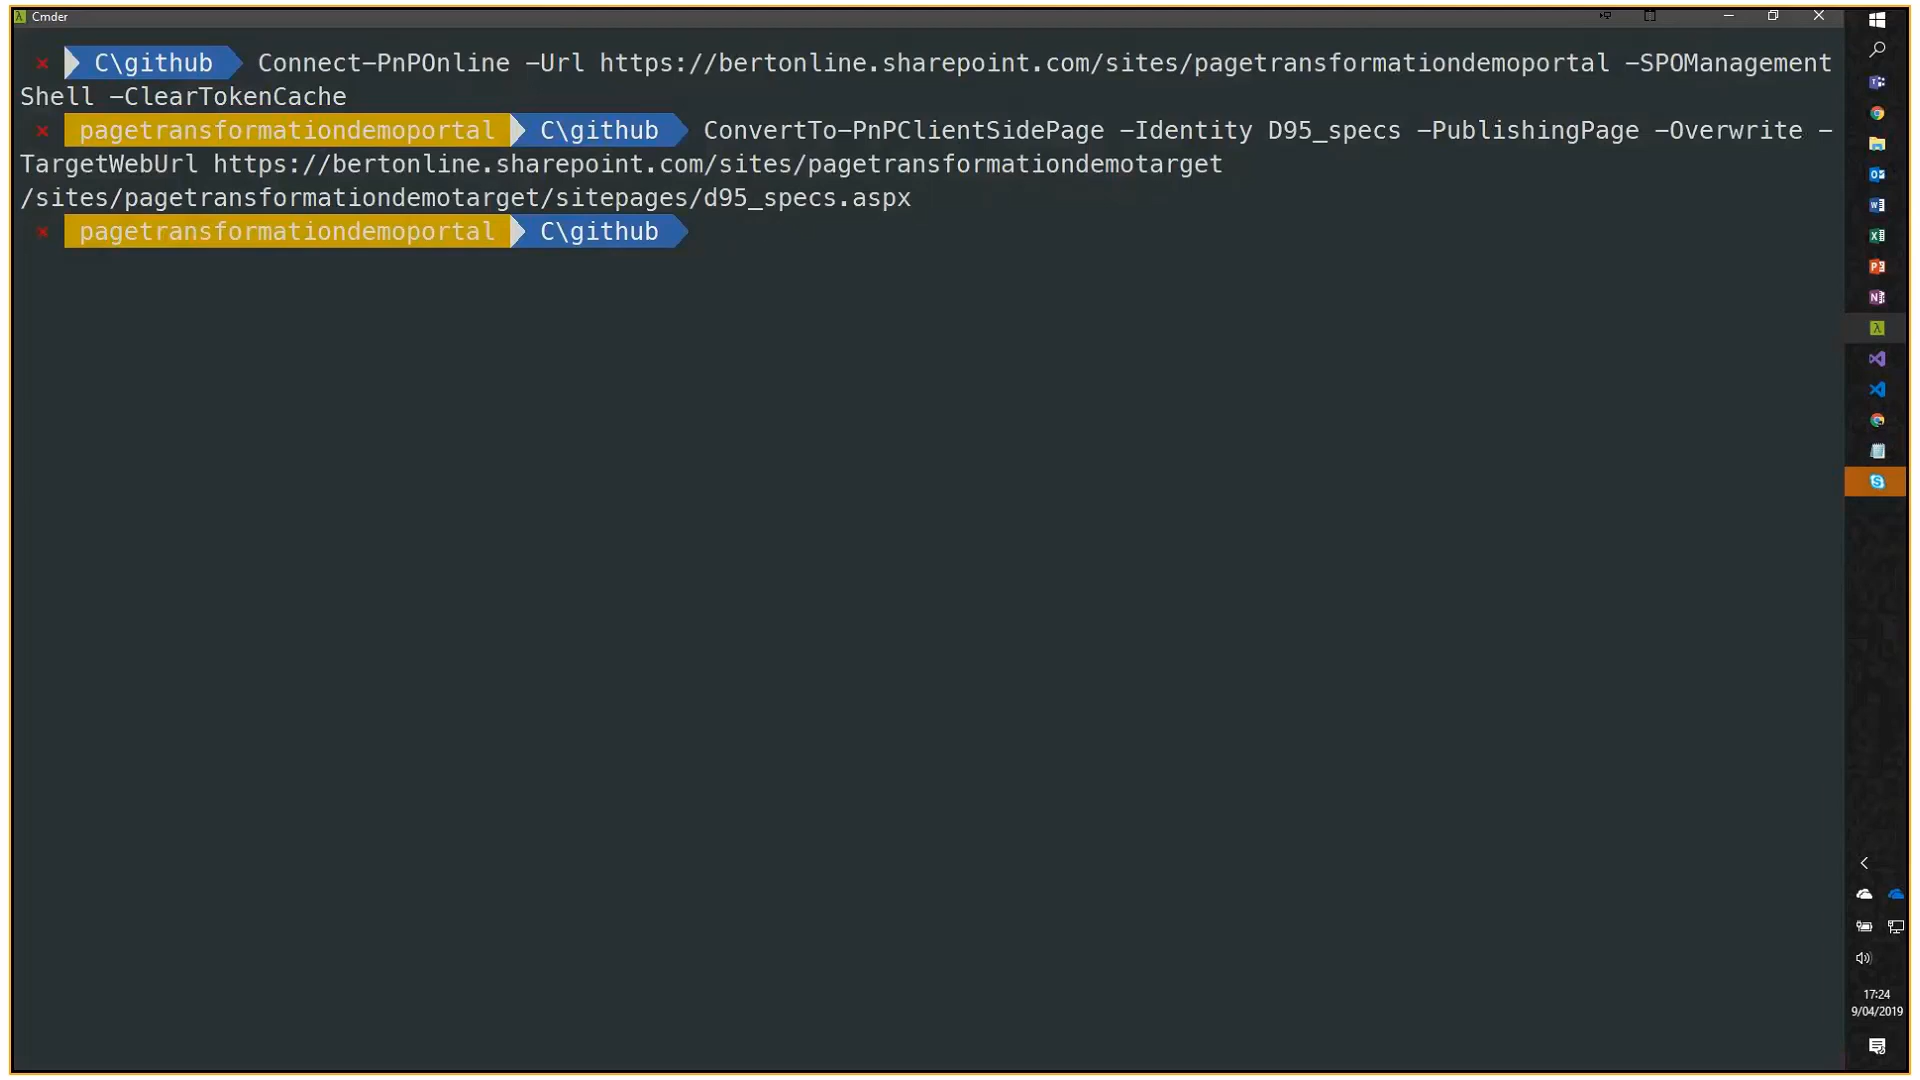 Cmder
C\github Connect-PnPOnline -Url https://bertonline.sharepoint.com/sites/pagetransformationdemoportal -SPOManagement
Shell -ClearTokenCache
pagetransformationdemoportal C\github ConvertTo-PnPClientSidePage -Identity D95_specs -PublishingPage -Overwrite -
TargetWebUrl https://bertonline.sharepoint.com/sites/pagetransformationdemotarget
/sites/pagetransformationdemotarget/sitepages/d95_specs.aspx
pagetransformationdemoportal C\github
17:24
9/04/2019